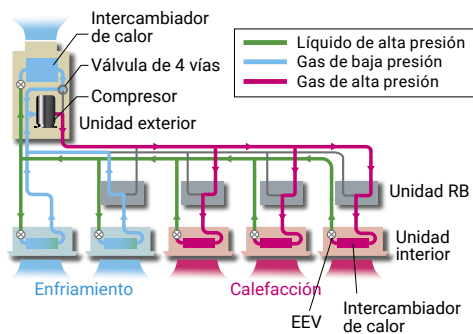 Intercambiador
de calor
Válvula de 4 vías
Compresor
Unidad exterior
Líquido de alta presión
Gas de baja presión
Gas de alta presión
Unidad RB
Unidad
interior
Enfriamiento
Calefacción
EEV
Intercambiador
de calor